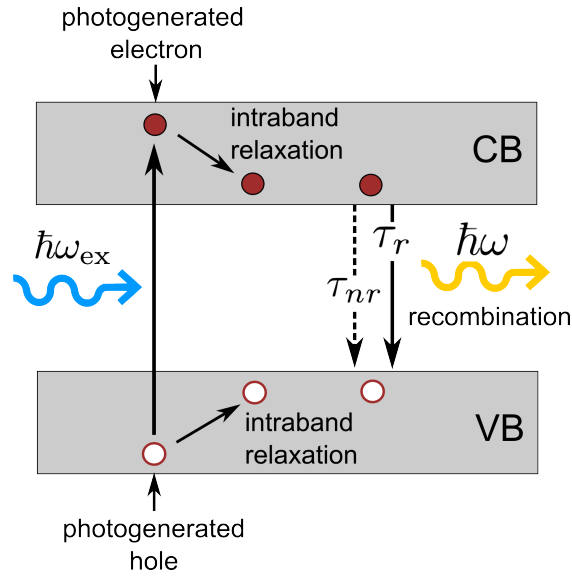 photogenerated
electron
intraband
relaxation
CB
ħω_ex
τ_r
ħω
τ_nr
recombination
intraband
relaxation
VB
photogenerated
hole